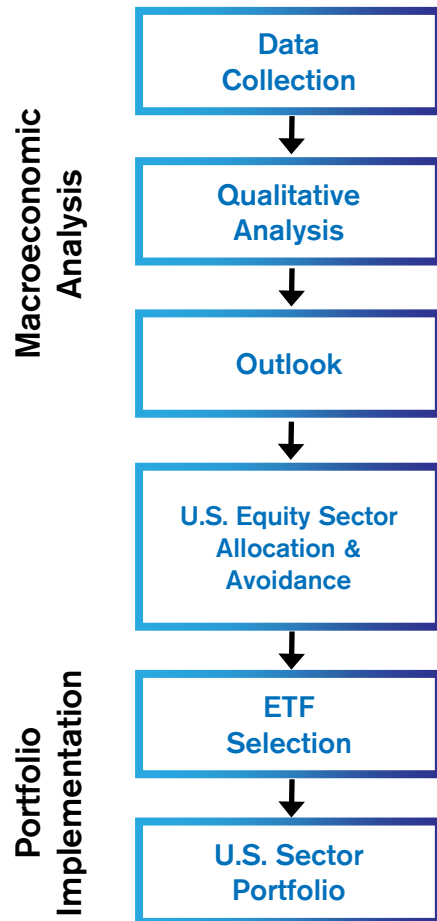 Macroeconomic
Analysis
Data
Collection
Qualitative
Analysis
Outlook
U.S. Equity Sector
Allocation &
Avoidance
Portfolio
Implementation
ETF
Selection
U.S. Sector
Portfolio